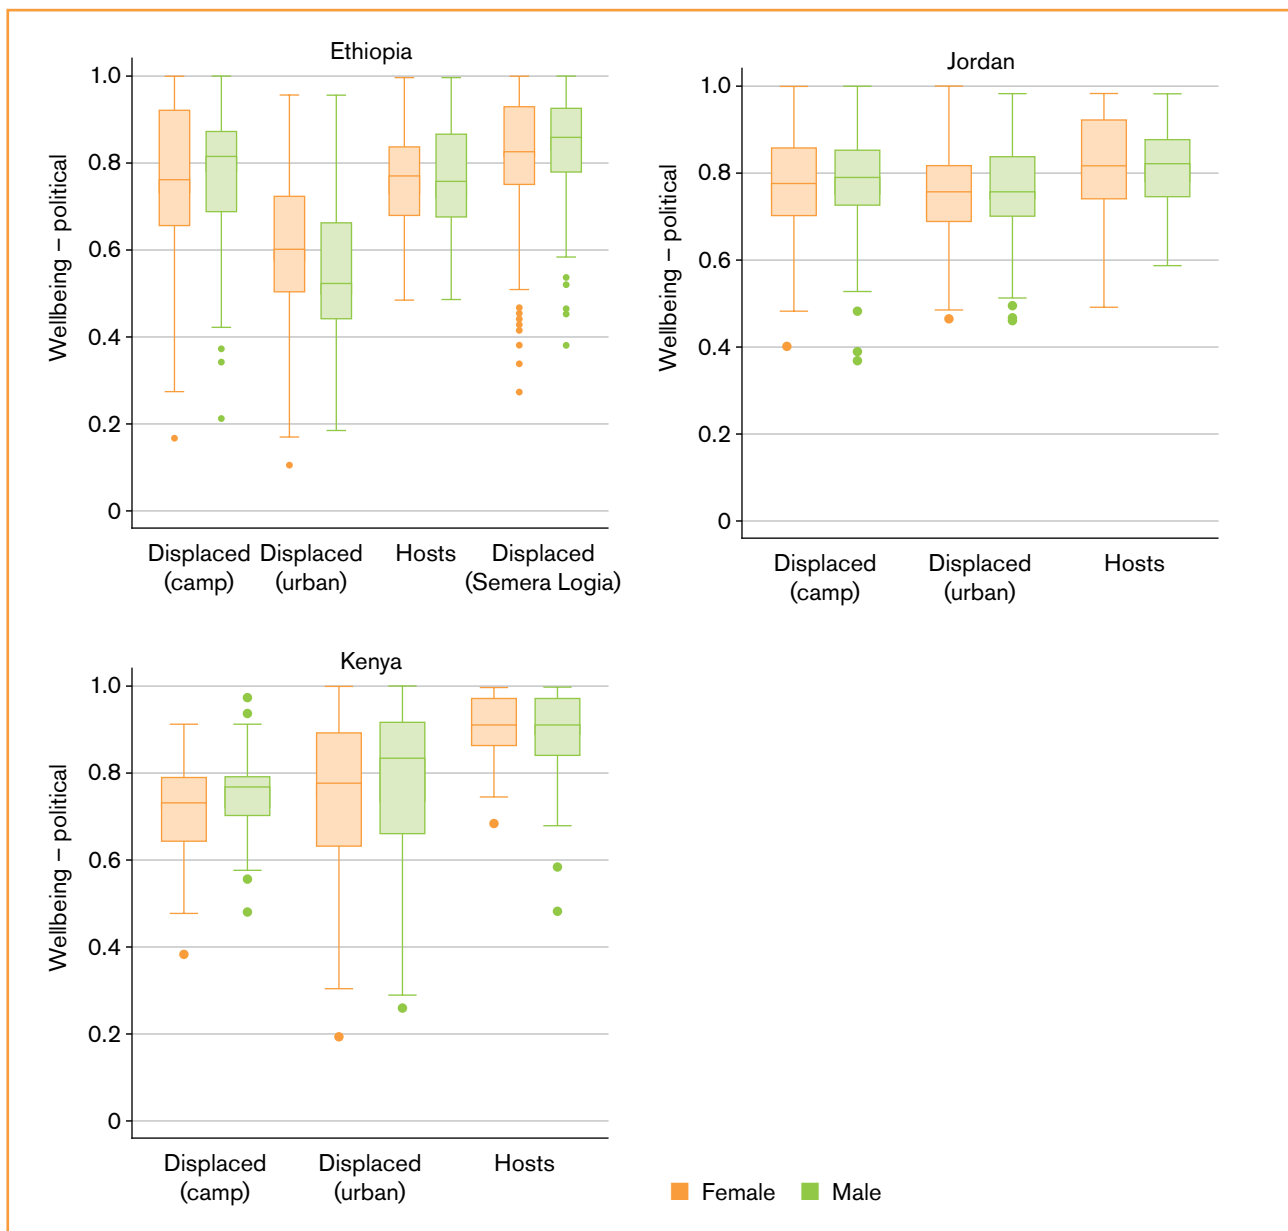 Ethiopia
Wellbeing – political
1.0
0.8
0.6
0.4
0.2
0
Displaced Displaced Hosts Displaced
(camp) (urban) (Semera Logia)
Jordan
Wellbeing – political
1.0
0.8
0.6
0.4
0.2
0
Displaced Displaced Hosts
(camp) (urban)
Kenya
Wellbeing – political
1.0
0.8
0.6
0.4
0.2
0
Displaced Displaced Hosts
(camp) (urban)
Female Male